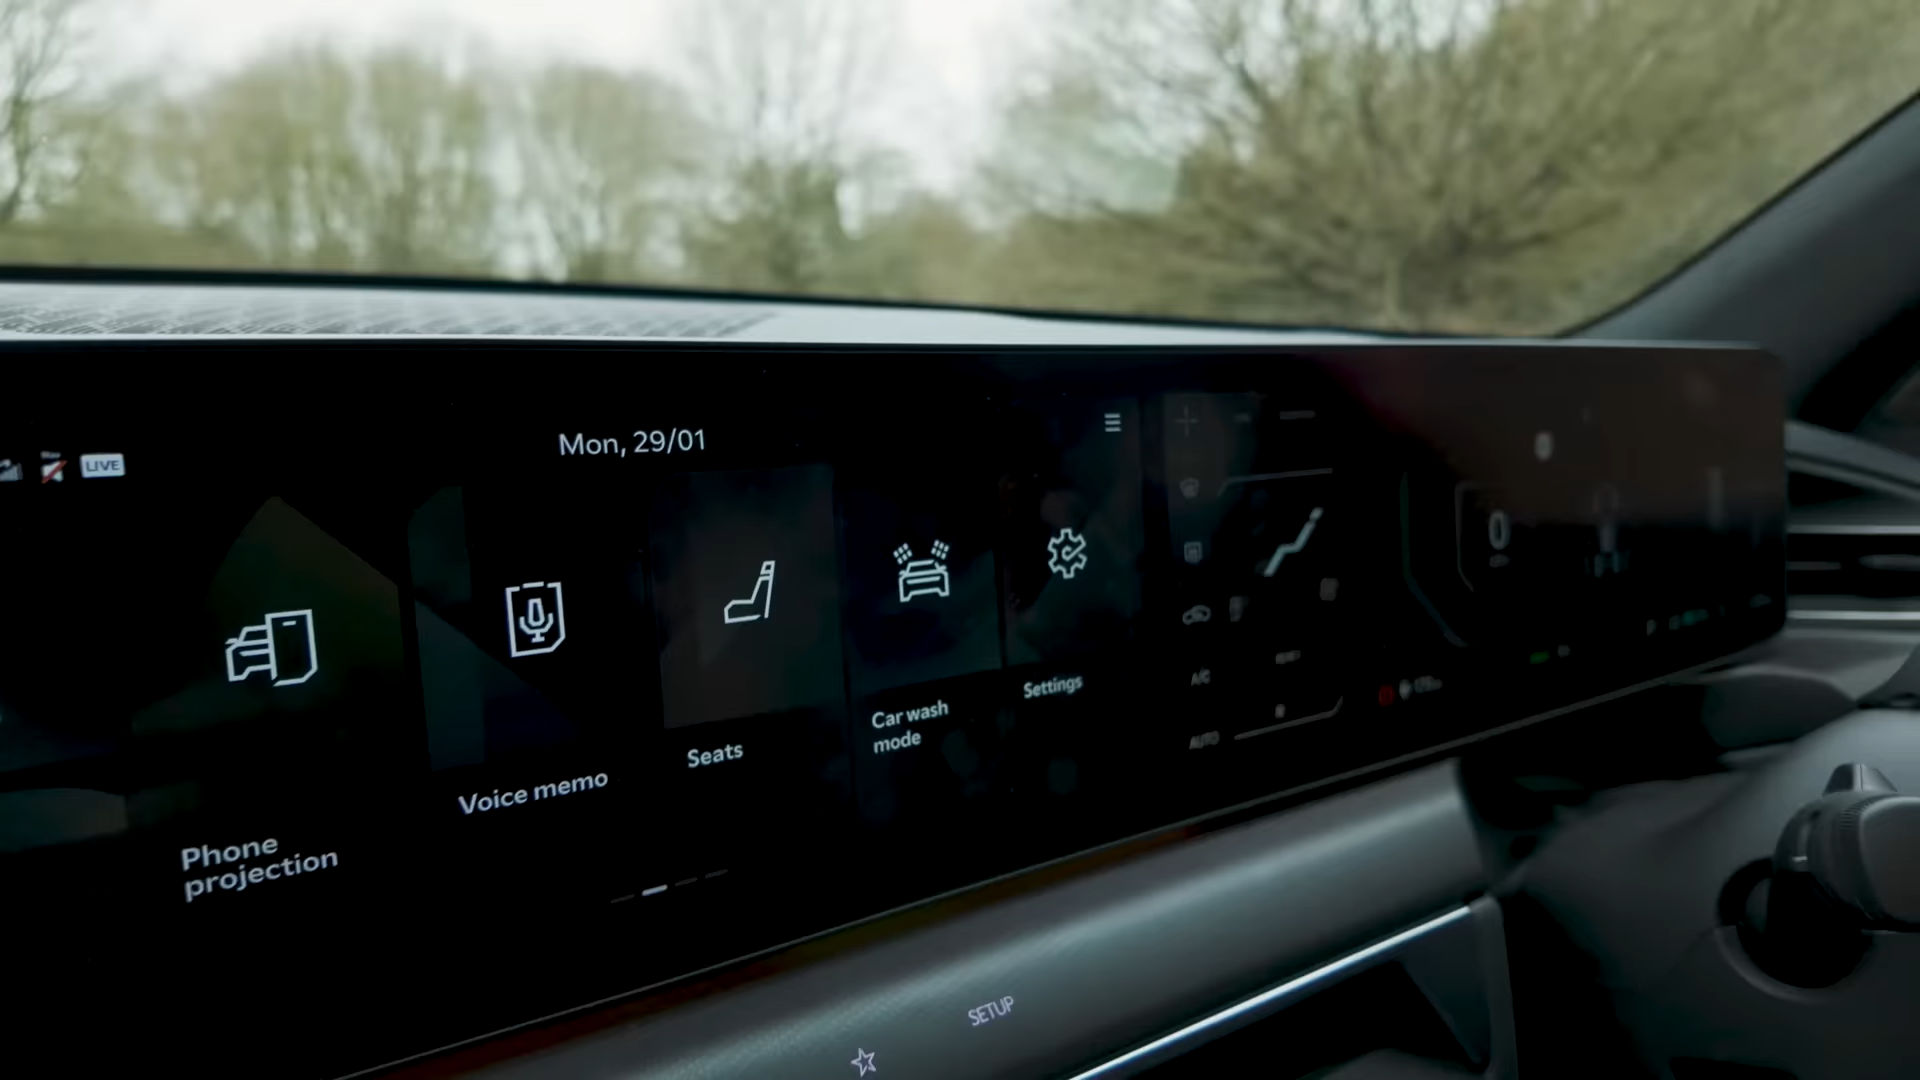 LIVE
Mon, 29/01
Phone
projection
Voice memo
Seats
Car wash
mode
Settings
A/C
AUTO
SETUP